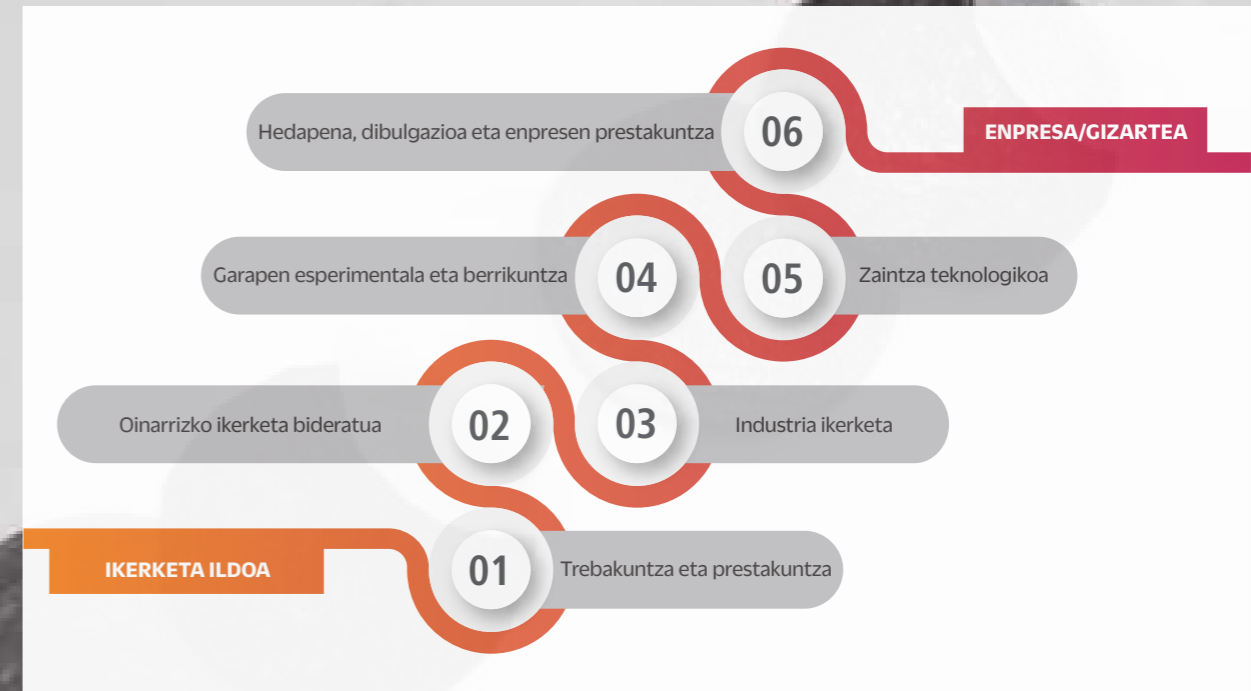 Hedapena, dibulgazioa eta enpresen prestakuntza
06
ENPRESA/GIZARTEA
Garapen esperimentala eta berrikuntza
04
05
Zaintza teknologikoa
Oinarrizko ikerketa bideratua
02
03
Industria ikerketa
IKERKETA ILDOA
01
Trebakuntza eta prestakuntza